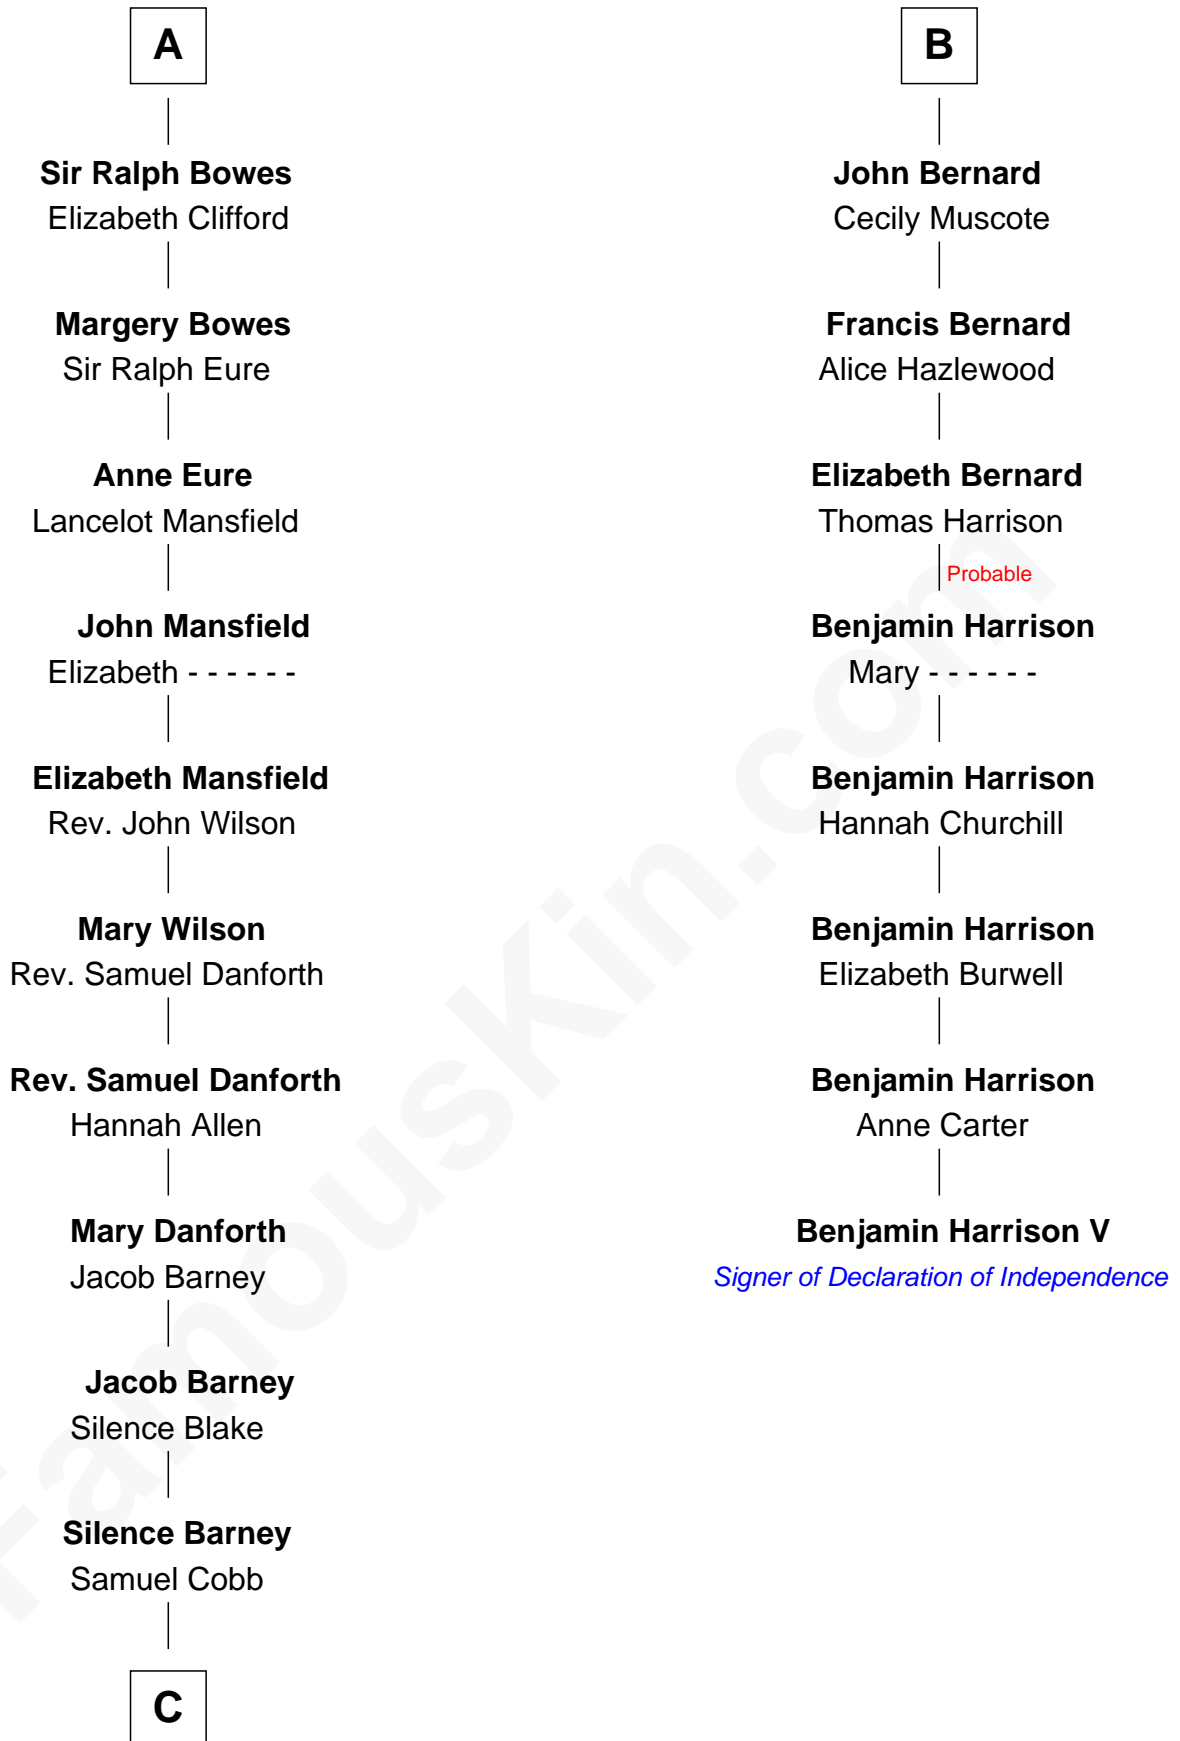 A
Sir Ralph Bowes
Elizabeth Clifford
Margery Bowes
Sir Ralph Eure
Anne Eure
Lancelot Mansfield
John Mansfield
Elizabeth - - - - - -
Elizabeth Mansfield
Rev. John Wilson
Mary Wilson
Rev. Samuel Danforth
Rev. Samuel Danforth
Hannah Allen
Mary Danforth
Jacob Barney
Jacob Barney
Silence Blake
Silence Barney
Samuel Cobb
C
B
John Bernard
Cecily Muscote
Francis Bernard
Alice Hazlewood
Elizabeth Bernard
Thomas Harrison
Probable
Benjamin Harrison
Mary - - - - - -
Benjamin Harrison
Hannah Churchill
Benjamin Harrison
Elizabeth Burwell
Benjamin Harrison
Anne Carter
Benjamin Harrison V
Signer of Declaration of Independence
FamousKin.com